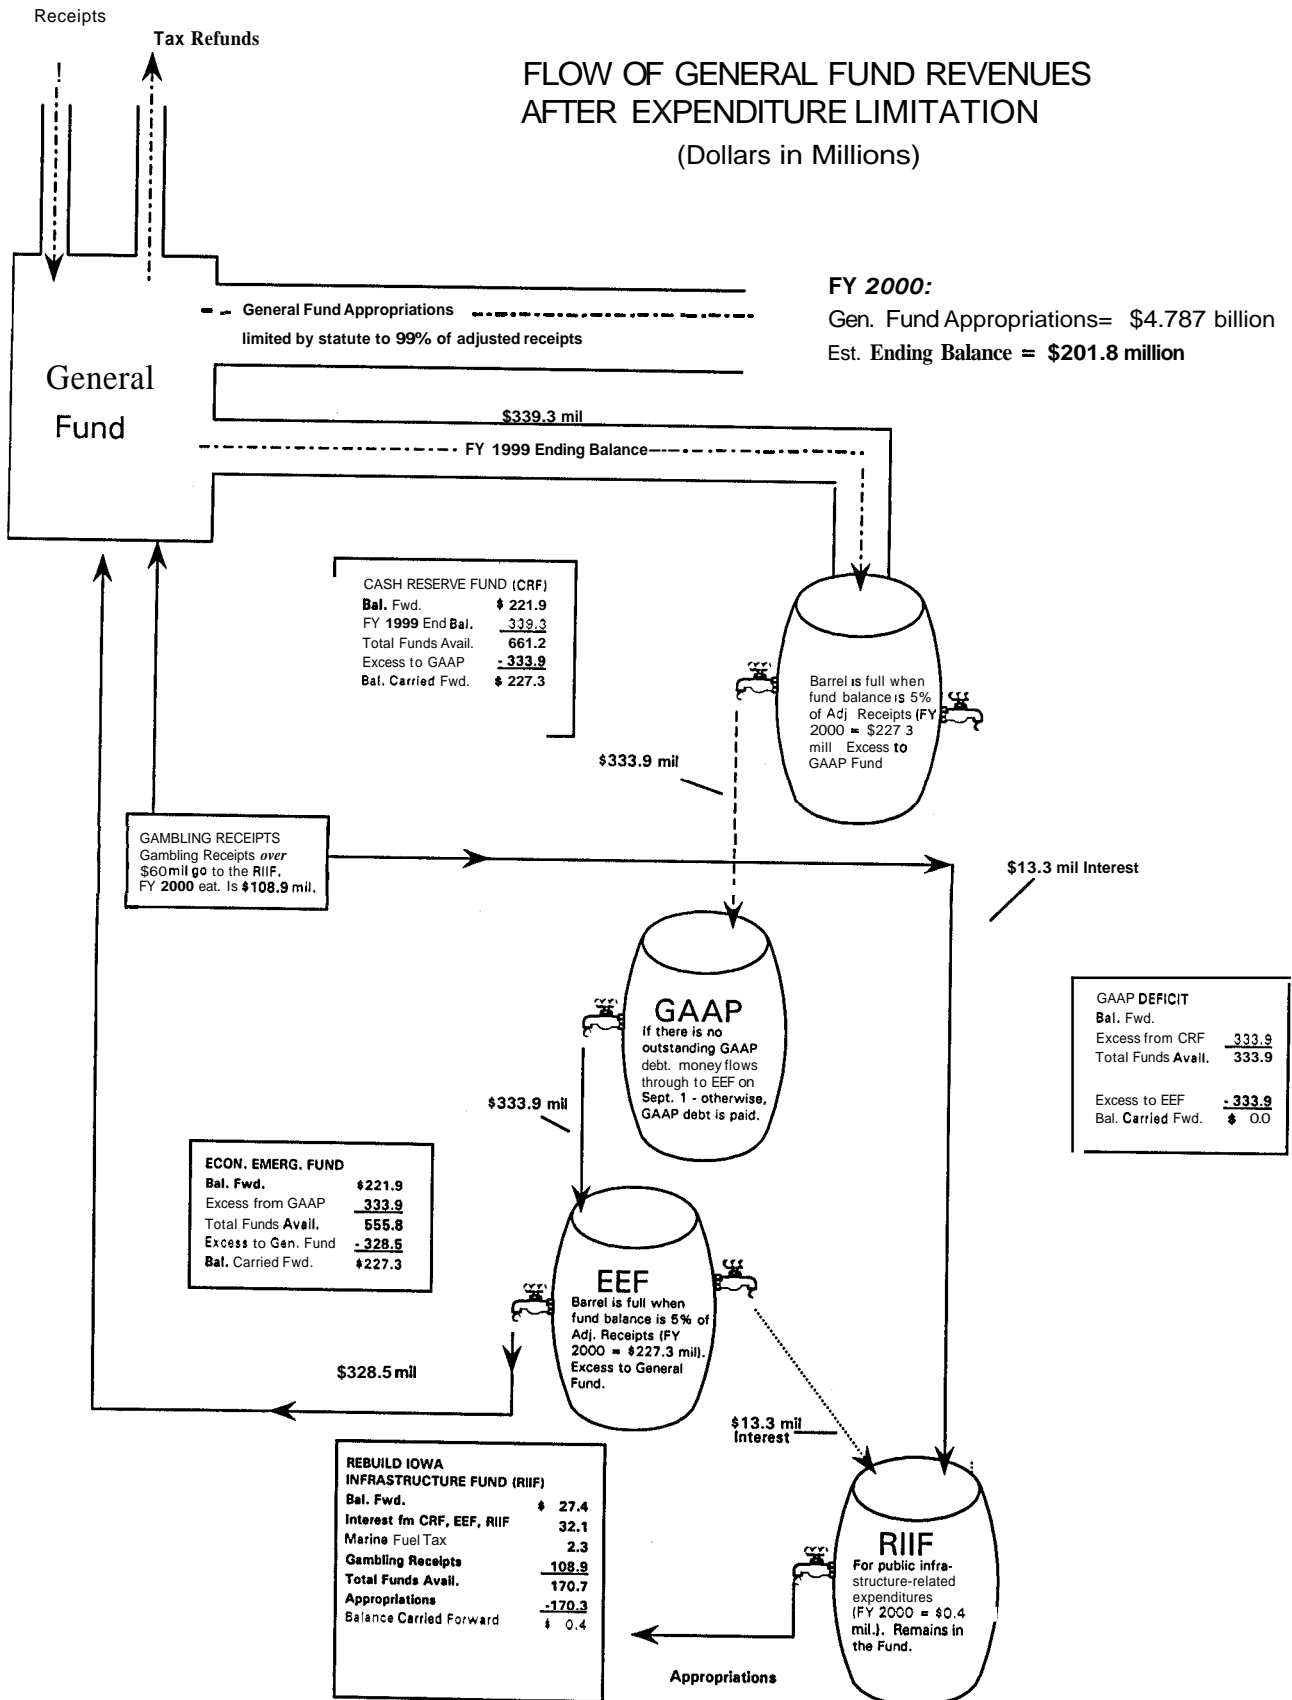 Receipts
Tax Refunds
FLOW OF GENERAL FUND REVENUES
AFTER EXPENDITURE LIMITATION
(Dollars in Millions)
General Fund Appropriations
limited by statute to 99% of adjusted receipts
FY 2000:
Gen. Fund Appropriations= $4.787 billion
Est. Ending Balance = $201.8 million
General
Fund
$339.3 mil
FY 1999 Ending Balance
CASH RESERVE FUND (CRF)
Bal. Fwd. $ 221.9
FY 1999 End Bal. 339.3
Total Funds Avail. 661.2
Excess to GAAP - 333.9
Bal. Carried Fwd. $ 227.3
Barrel is full when
fund balance is 5%
of Adj Receipts (FY
2000 = $227 3
mill Excess to
GAAP Fund
$333.9 mil
GAMBLING RECEIPTS
Gambling Receipts over
$60 mil go to the RIIF.
FY 2000 eat. Is $108.9 mil.
$13.3 mil Interest
GAAP
If there is no
outstanding GAAP
debt. money flows
through to EEF on
Sept. 1 - otherwise,
GAAP debt is paid.
GAAP DEFICIT
Bal. Fwd.
Excess from CRF 333.9
Total Funds Avail. 333.9
Excess to EEF - 333.9
Bal. Carried Fwd. $ 0.0
$333.9 mil
ECON. EMERG. FUND
Bal. Fwd. $221.9
Excess from GAAP 333.9
Total Funds Avail. 555.8
Excess to Gen. Fund - 328.5
Bal. Carried Fwd. $227.3
EEF
Barrel is full when
fund balance is 5% of
Adj. Receipts (FY
2000 = $227.3 mil).
Excess to General
Fund.
$328.5 mil
$13.3 mil
Interest
REBUILD IOWA
INFRASTRUCTURE FUND (RIIF)
Bal. Fwd. $ 27.4
Interest fm CRF, EEF, RIIF 32.1
Marine Fuel Tax 2.3
Gambling Receipts 108.9
Total Funds Avail. 170.7
Appropriations -170.3
Balance Carried Forward $ 0.4
RIIF
For public infra-
structure-related
expenditures
(FY 2000 = $0.4
mil.). Remains in
the Fund.
Appropriations